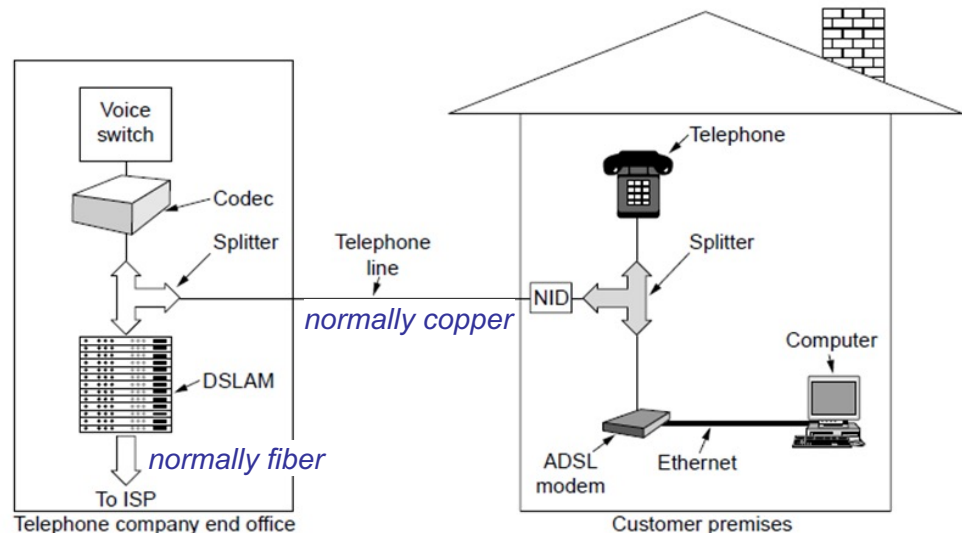 Voice
switch
Codec
Splitter
Telephone
line
normally copper
DSLAM
normally fiber
To ISP
Telephone company end office
Telephone
Splitter
NID
Computer
ADSL
modem
Ethernet
Customer premises